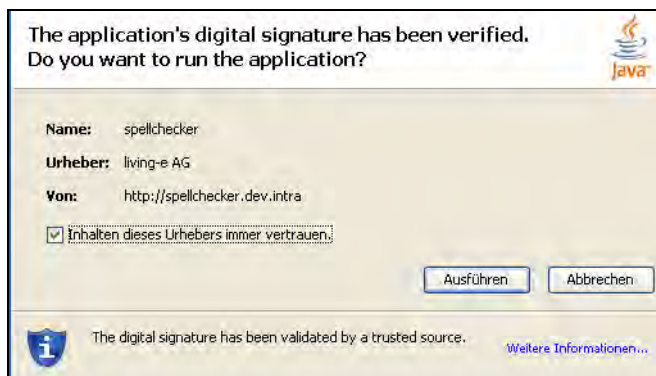 The application's digital signature has been verified.
Do you want to run the application?
Java
Name: spellchecker
Urheber: living-e AG
Von: http://spellchecker.dev.intra
Inhalten dieses Urhebers immer vertrauen.
Ausführen Abbrechen
The digital signature has been validated by a trusted source.
Weitere Informationen...